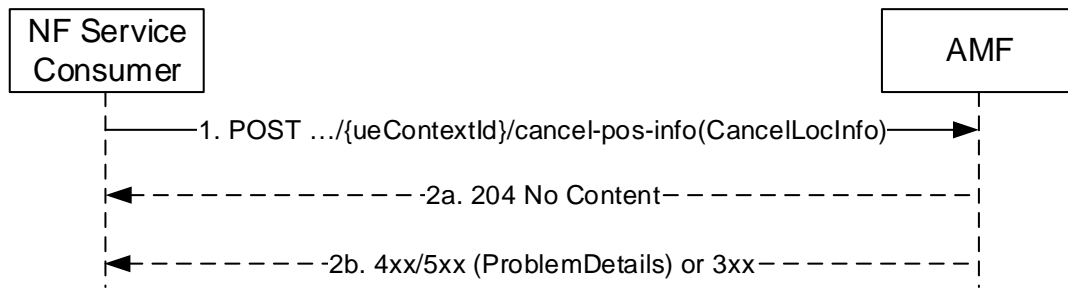 NF Service
Consumer
AMF
1. POST …/{ueContextId}/cancel-pos-info(CancelLocInfo)
2a. 204 No Content
2b. 4xx/5xx (ProblemDetails) or 3xx